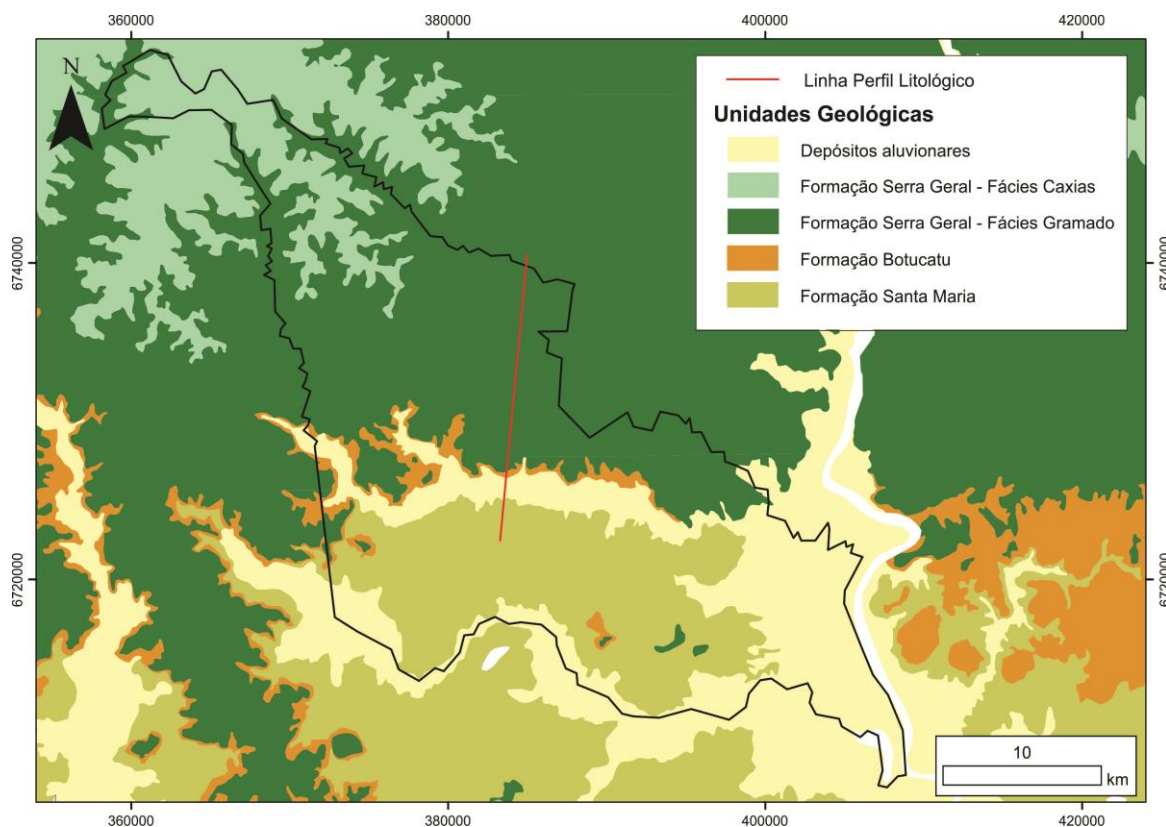 360000
380000
400000
420000
N
Linha Perfil Litológico
Unidades Geológicas
Depósitos aluvionares
Formação Serra Geral - Fácies Caxias
Formação Serra Geral - Fácies Gramado
Formação Botucatu
Formação Santa Maria
6740000
6740000
6720000
6720000
10
km
360000
380000
400000
420000